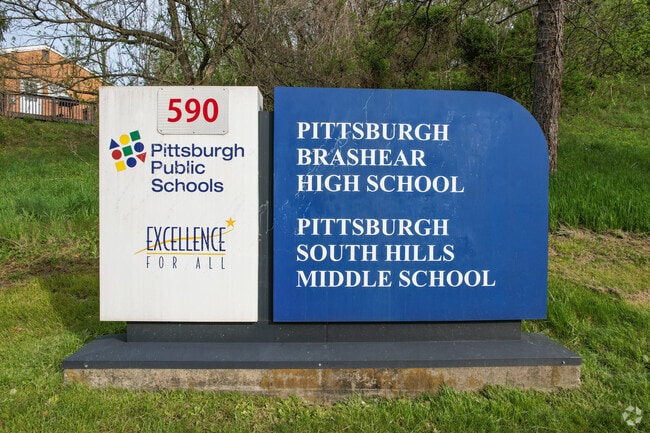 590
Pittsburgh
Public
Schools
EXCELLENCE
FOR ALL
PITTSBURGH
BRASHEAR
HIGH SCHOOL
PITTSBURGH
SOUTH HILLS
MIDDLE SCHOOL